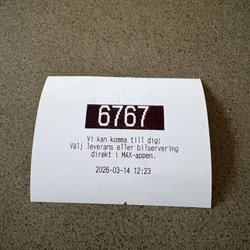 6767
Vi kan komma till dig!
Välj leverans eller bilservering
direkt i MAX-appen.
2026-03-14 12:23